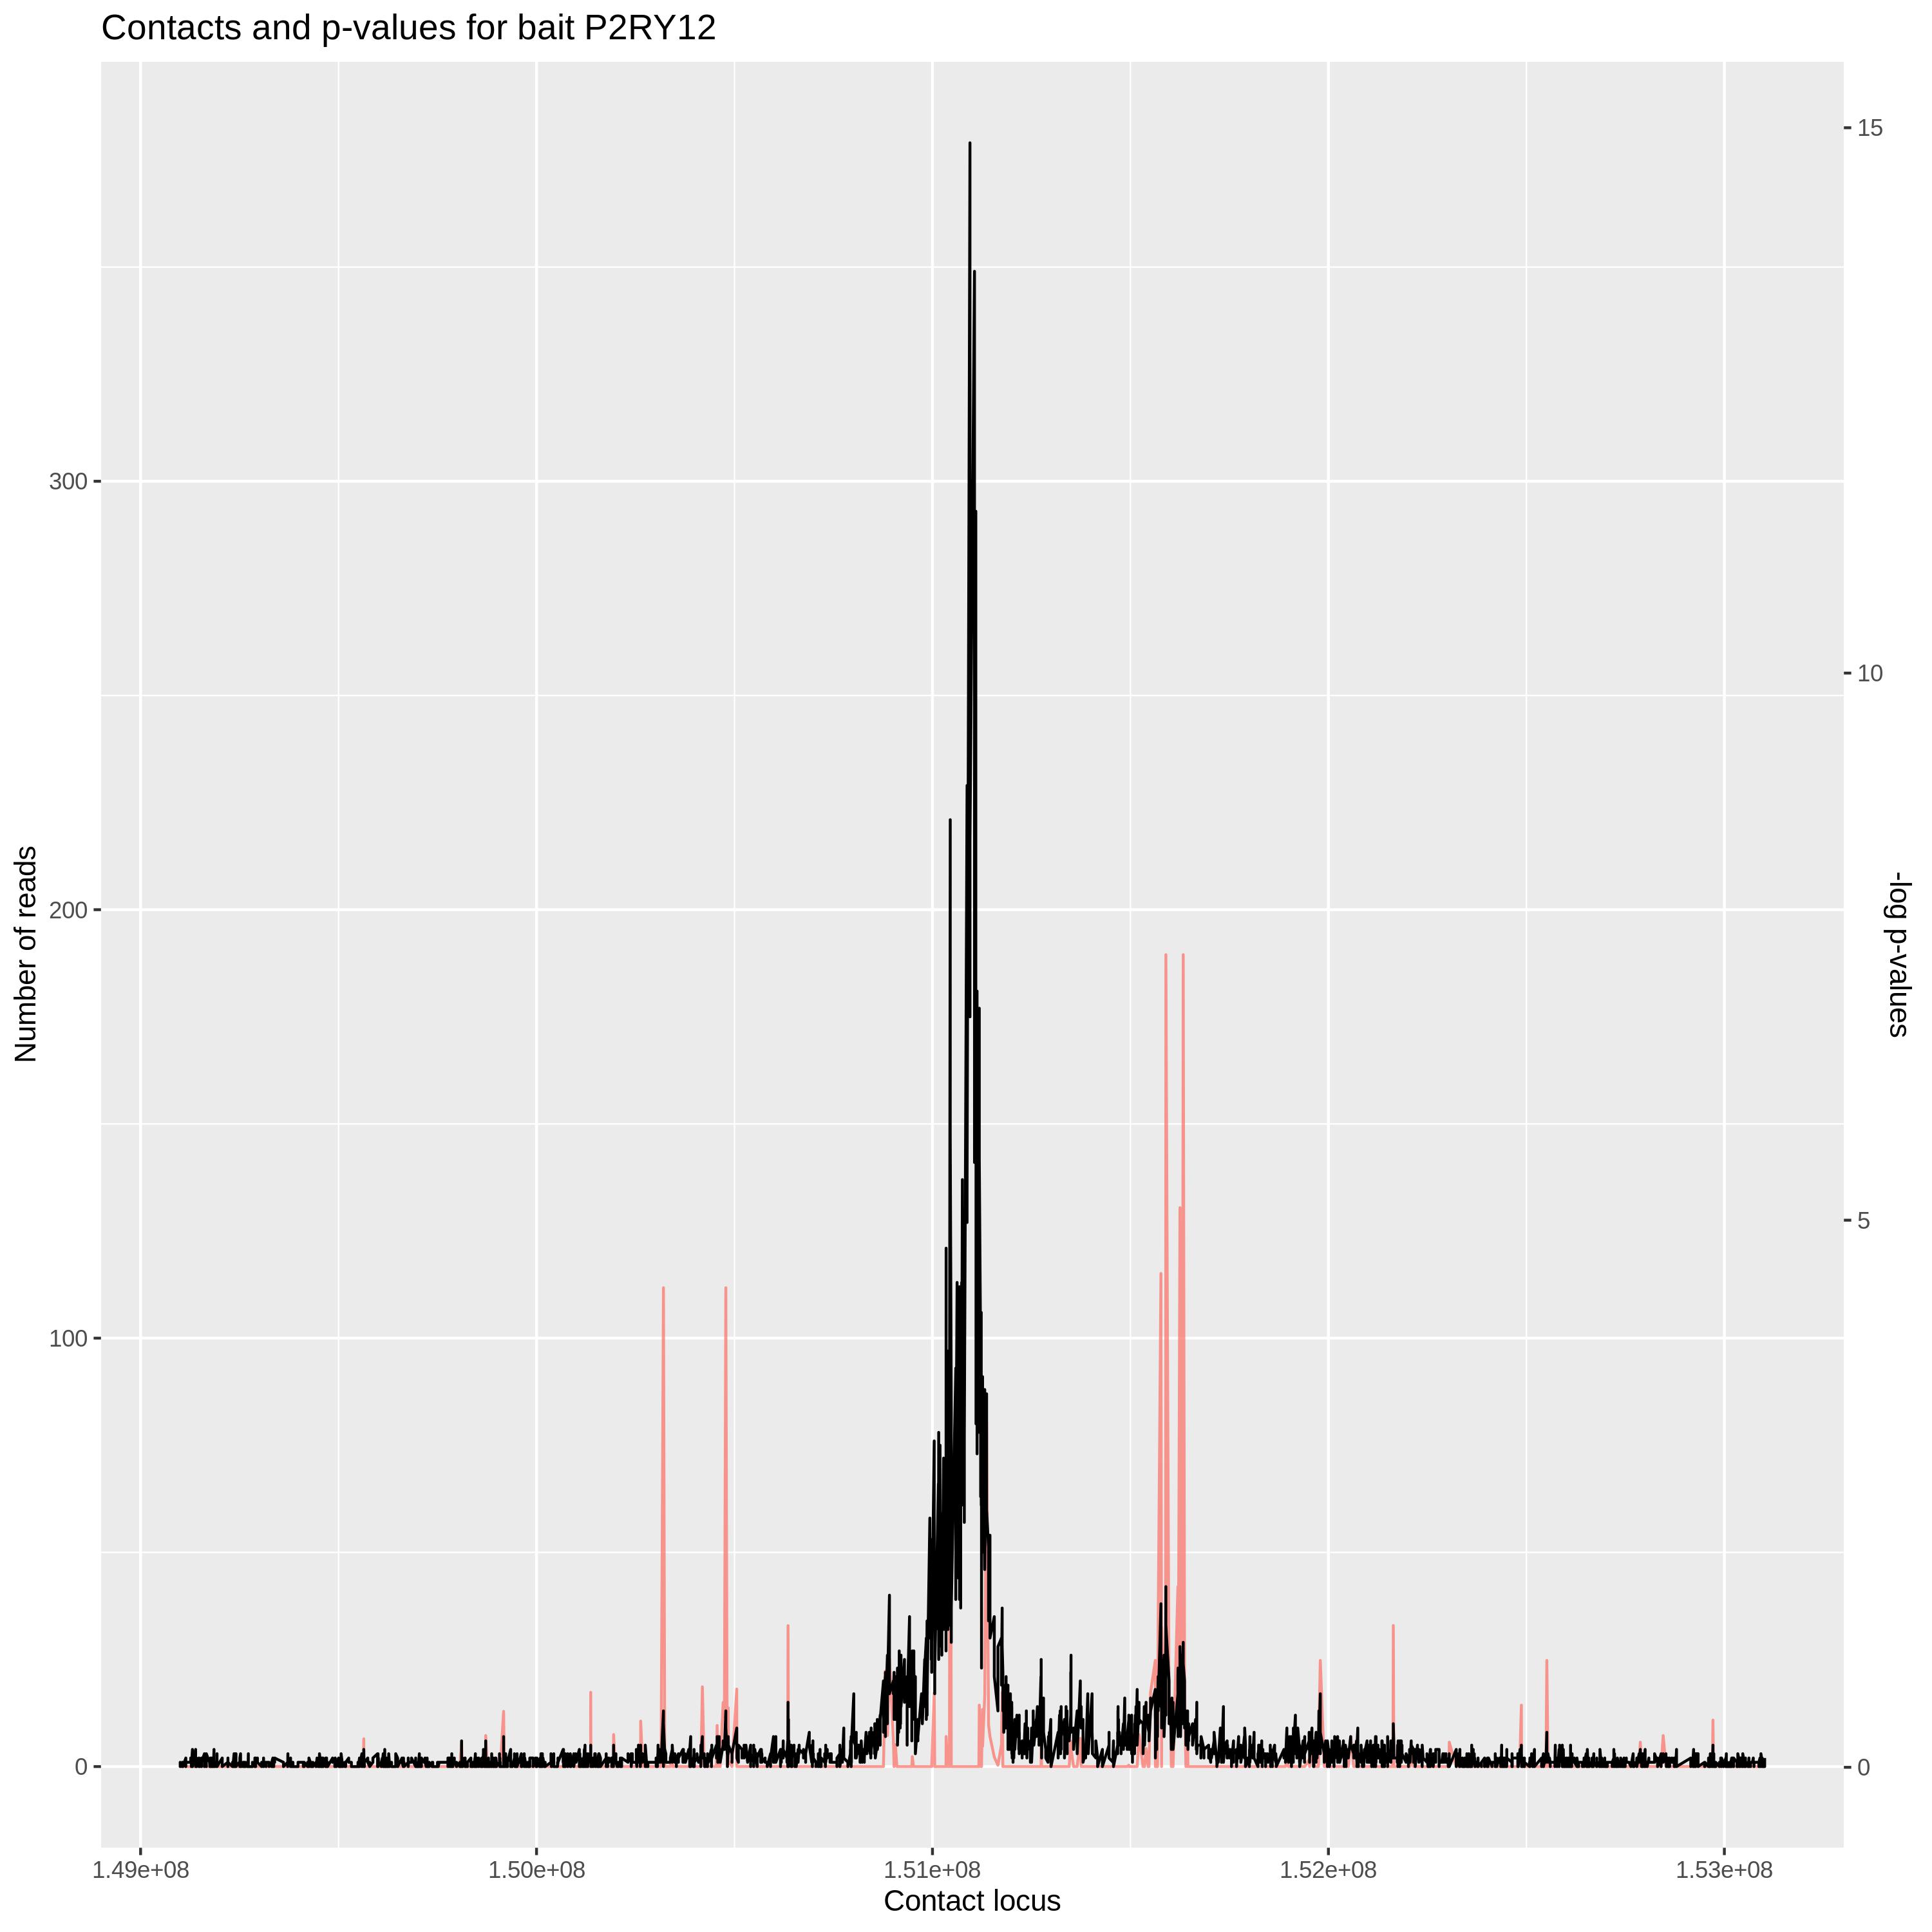 Contacts and p-values for bait P2RY12
15
300
10
200
Number of reads
-log p-values
5
100
0
0
1.49e+08 1.50e+08 1.51e+08 1.52e+08 1.53e+08
Contact locus